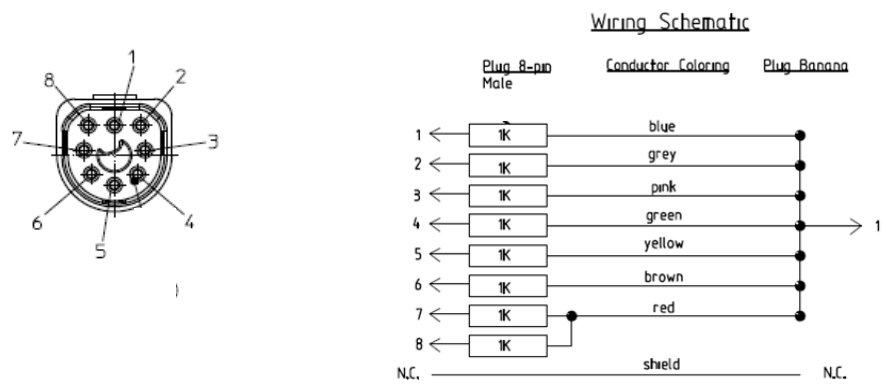 Wiring Schematic
Plug 8-pin Conductor Coloring Plug Banana
Male
1 1K blue
2 1K grey
3 1K pink
4 1K green 1
5 1K yellow
6 1K brown
7 1K red
8 1K
N.C. shield N.C.
1
8 2
7 3
6 4
5
)